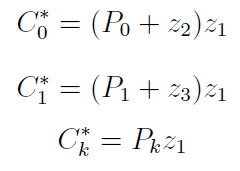 $C_0^* = (P_0 + z_2)z_1$
$C_1^* = (P_1 + z_3)z_1$
$C_k^* = P_k z_1$